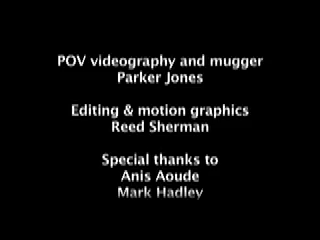 POV videography and mugger
Parker Jones
Editing & motion graphics
Reed Sherman
Special thanks to
Anis Aoude
Mark Hadley